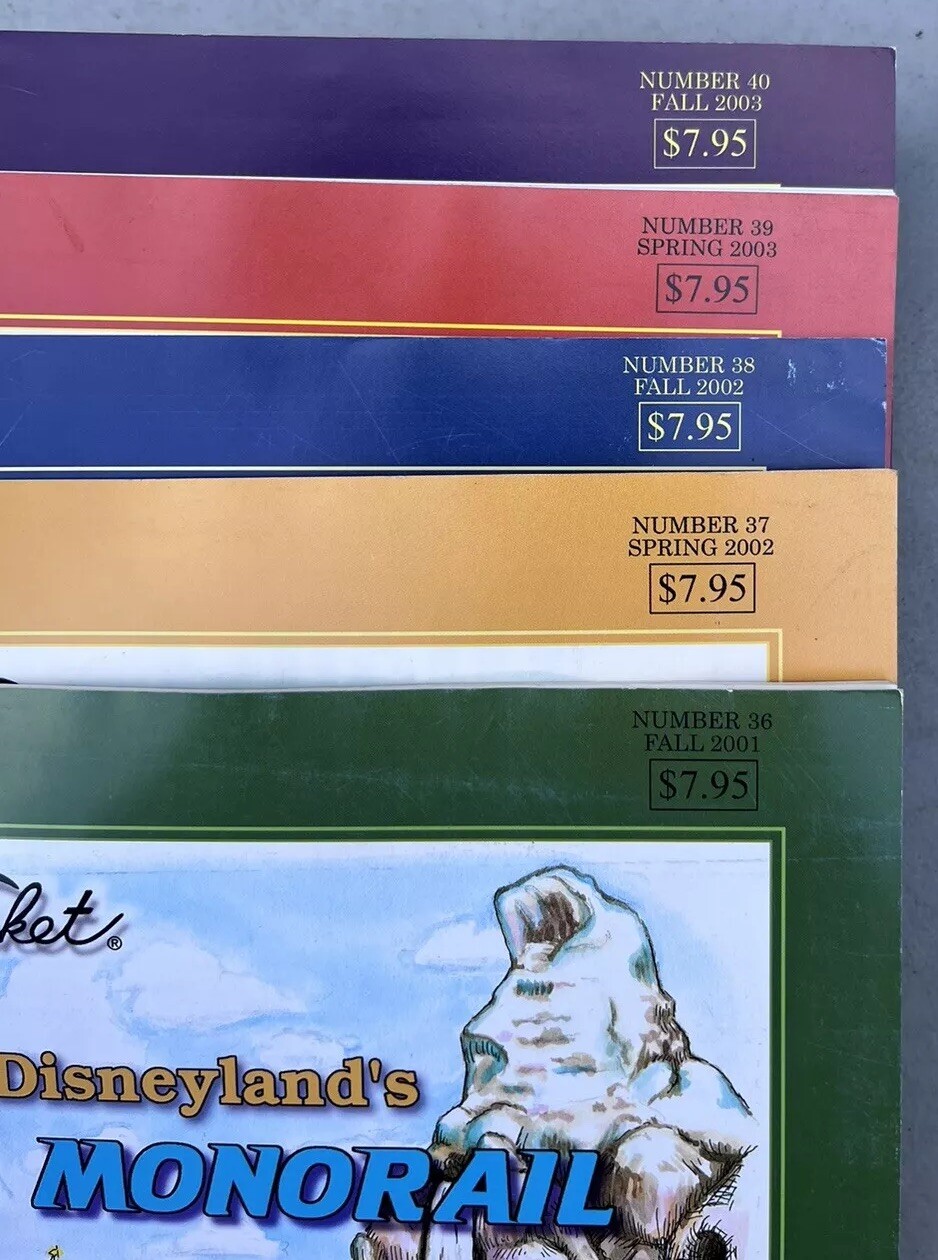 NUMBER 40
FALL 2003
$7.95
NUMBER 39
SPRING 2003
$7.95
NUMBER 38
FALL 2002
$7.95
NUMBER 37
SPRING 2002
$7.95
NUMBER 36
FALL 2001
$7.95
ket®
Disneyland's
MONORAIL